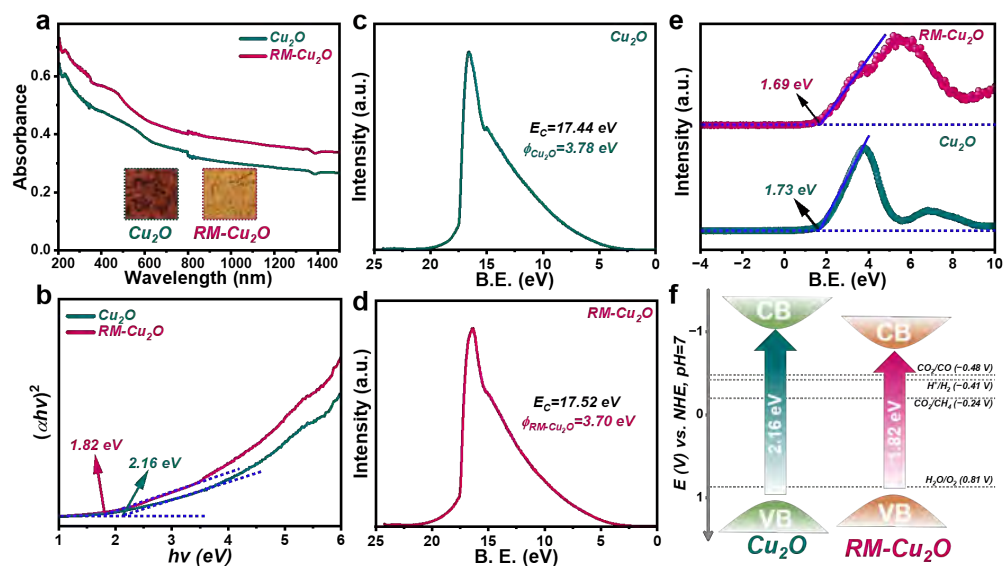 a
Cu₂O
RM-Cu₂O
Absorbance
0.6
0.4
0.2
0.0
Cu₂O
RM-Cu₂O
200 400 600 800 1000 1200 1400
Wavelength (nm)
b
Cu₂O
RM-Cu₂O
(αhv)²
1.82 eV
2.16 eV
1 2 3 4 5 6
hv (eV)
c
Cu₂O
Intensity (a.u.)
E_C=17.44 eV
ϕ_Cu₂O=3.78 eV
25 20 15 10 5 0
B.E. (eV)
d
RM-Cu₂O
Intensity (a.u.)
E_C=17.52 eV
ϕ_RM-Cu₂O=3.70 eV
25 20 15 10 5 0
B. E. (eV)
e
RM-Cu₂O
1.69 eV
Intensity (a.u.)
Cu₂O
1.73 eV
−4 −2 0 2 4 6 8 10
B.E. (eV)
f
E (V) vs. NHE, pH=7
−1
0
1
CB
CB
CO₂/CO (−0.48 V)
H⁺/H₂ (−0.41 V)
CO₂/CH₄ (−0.24 V)
2.16 eV
1.82 eV
H₂O/O₂ (0.81 V)
VB
VB
Cu₂O
RM-Cu₂O